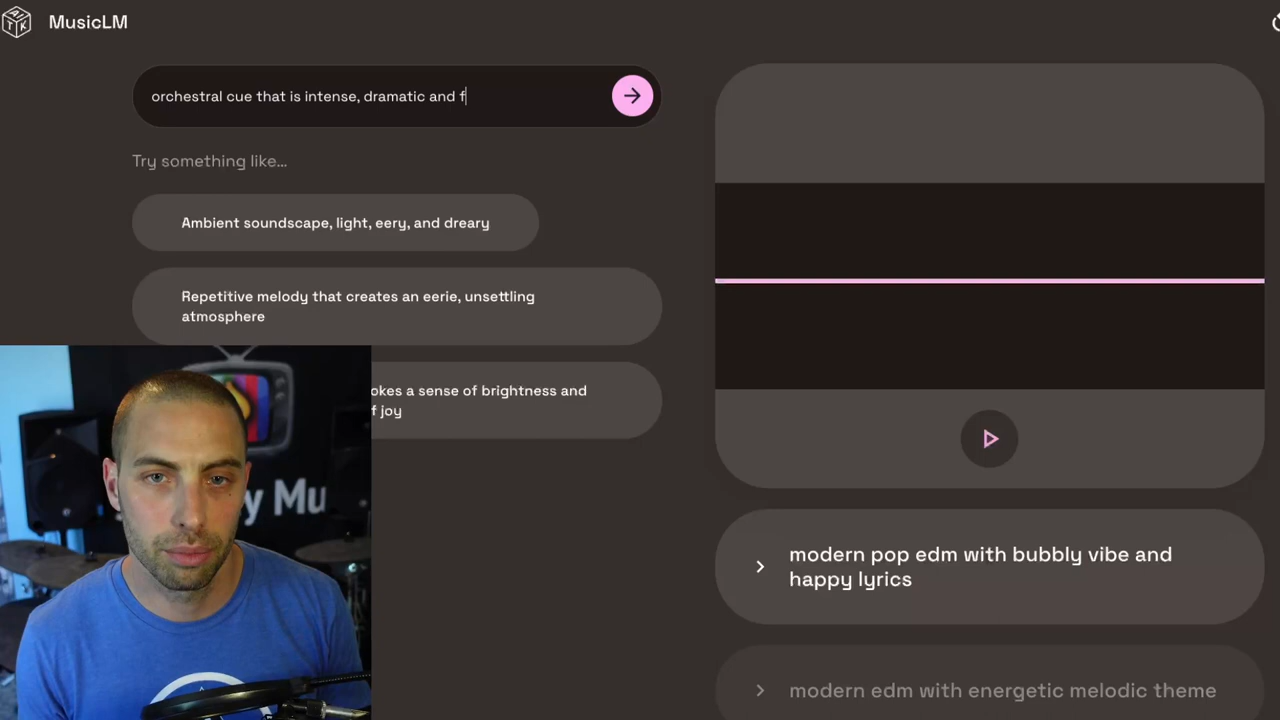 MusicLM
orchestral cue that is intense, dramatic and f
Try something like...
Ambient soundscape, light, eery, and dreary
Repetitive melody that creates an eerie, unsettling
atmosphere
okes a sense of brightness and
f joy
y Mu
modern pop edm with bubbly vibe and
happy lyrics
modern edm with energetic melodic theme